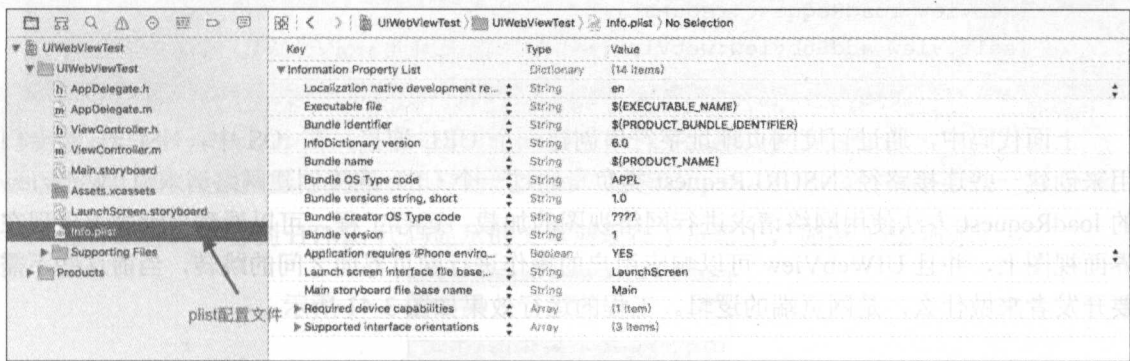 UIWebViewTest 〉 UIWebViewTest 〉 Info.plist 〉 No Selection
UIWebViewTest
UIWebViewTest
AppDelegate.h
AppDelegate.m
ViewController.h
ViewController.m
Main.storyboard
Assets.xcassets
LaunchScreen.storyboard
Info.plist
Supporting Files
Products
plist配置文件
Key Type Value
Information Property List Dictionary (14 items)
Localization native development re... String en
Executable file String $(EXECUTABLE_NAME)
Bundle identifier String $(PRODUCT_BUNDLE_IDENTIFIER)
InfoDictionary version String 6.0
Bundle name String $(PRODUCT_NAME)
Bundle OS Type code String APPL
Bundle versions string, short String 1.0
Bundle creator OS Type code String ????
Bundle version String 1
Application requires iPhone enviro... Boolean YES
Launch screen interface file base... String LaunchScreen
Main storyboard file base name String Main
Required device capabilities Array (1 item)
Supported interface orientations Array (3 items)